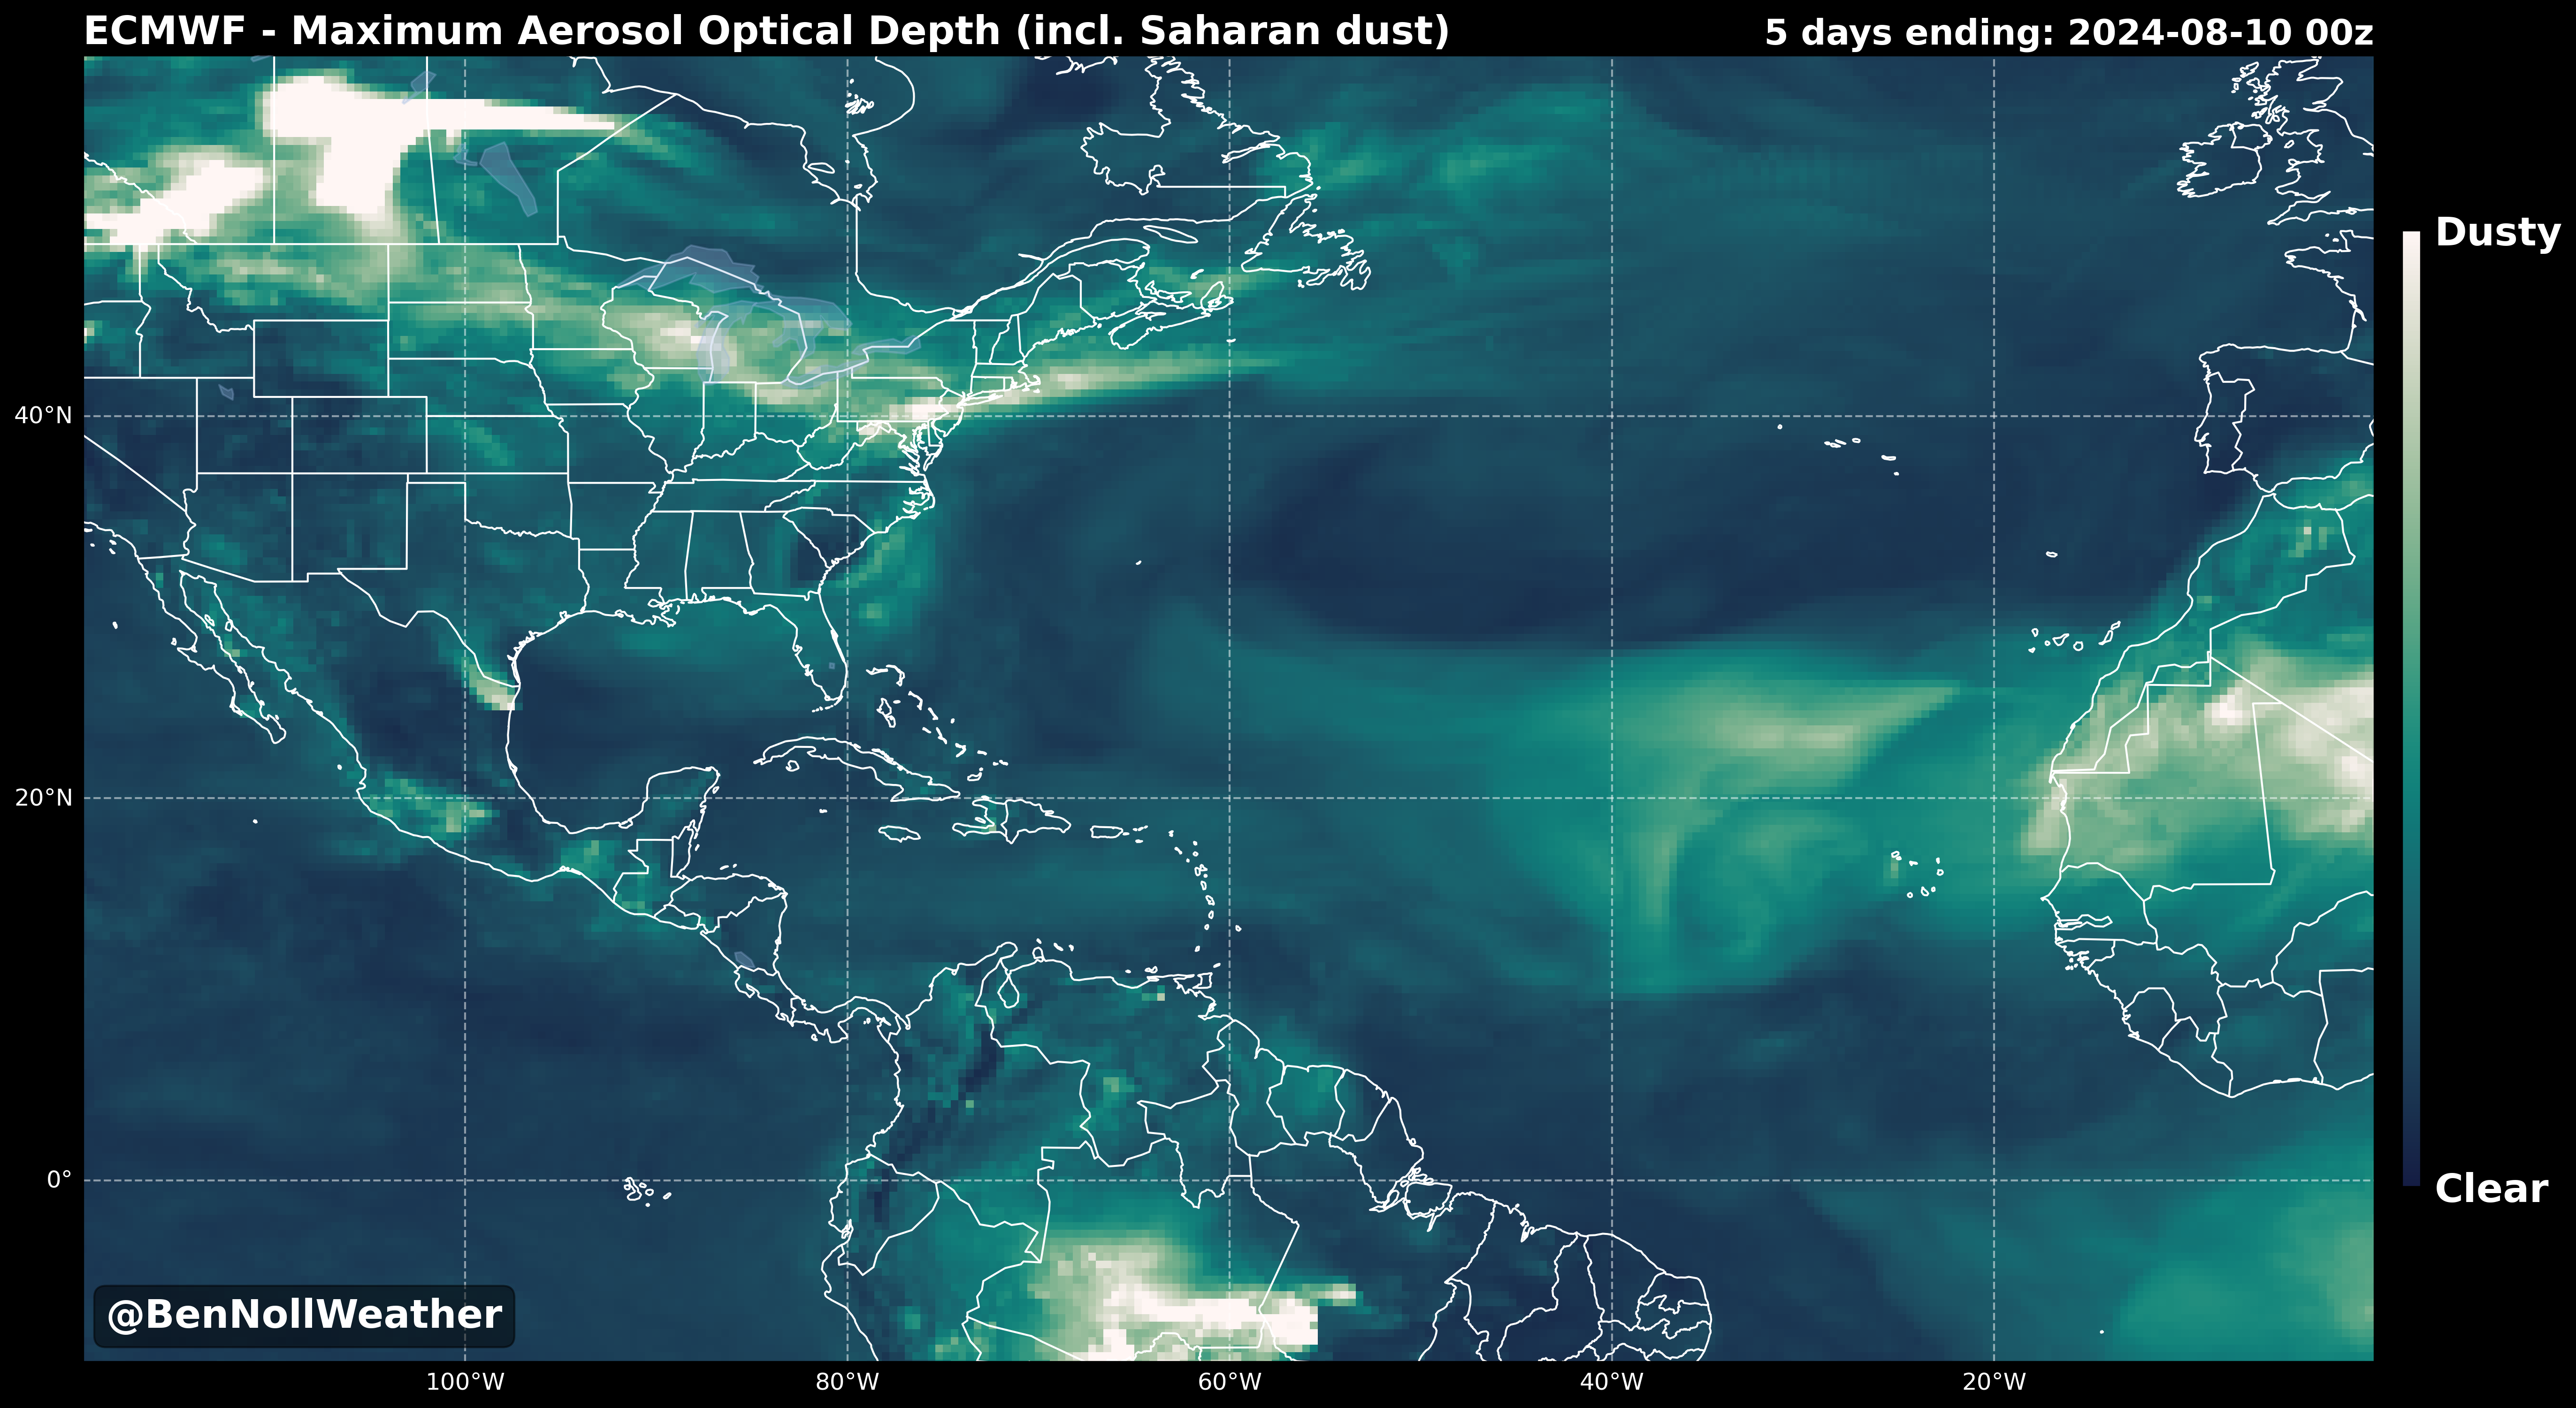 ECMWF - Maximum Aerosol Optical Depth (incl. Saharan dust)
5 days ending: 2024-08-10 00z
Dusty
40°N
20°N
0°
Clear
@BenNollWeather
100°W
80°W
60°W
40°W
20°W